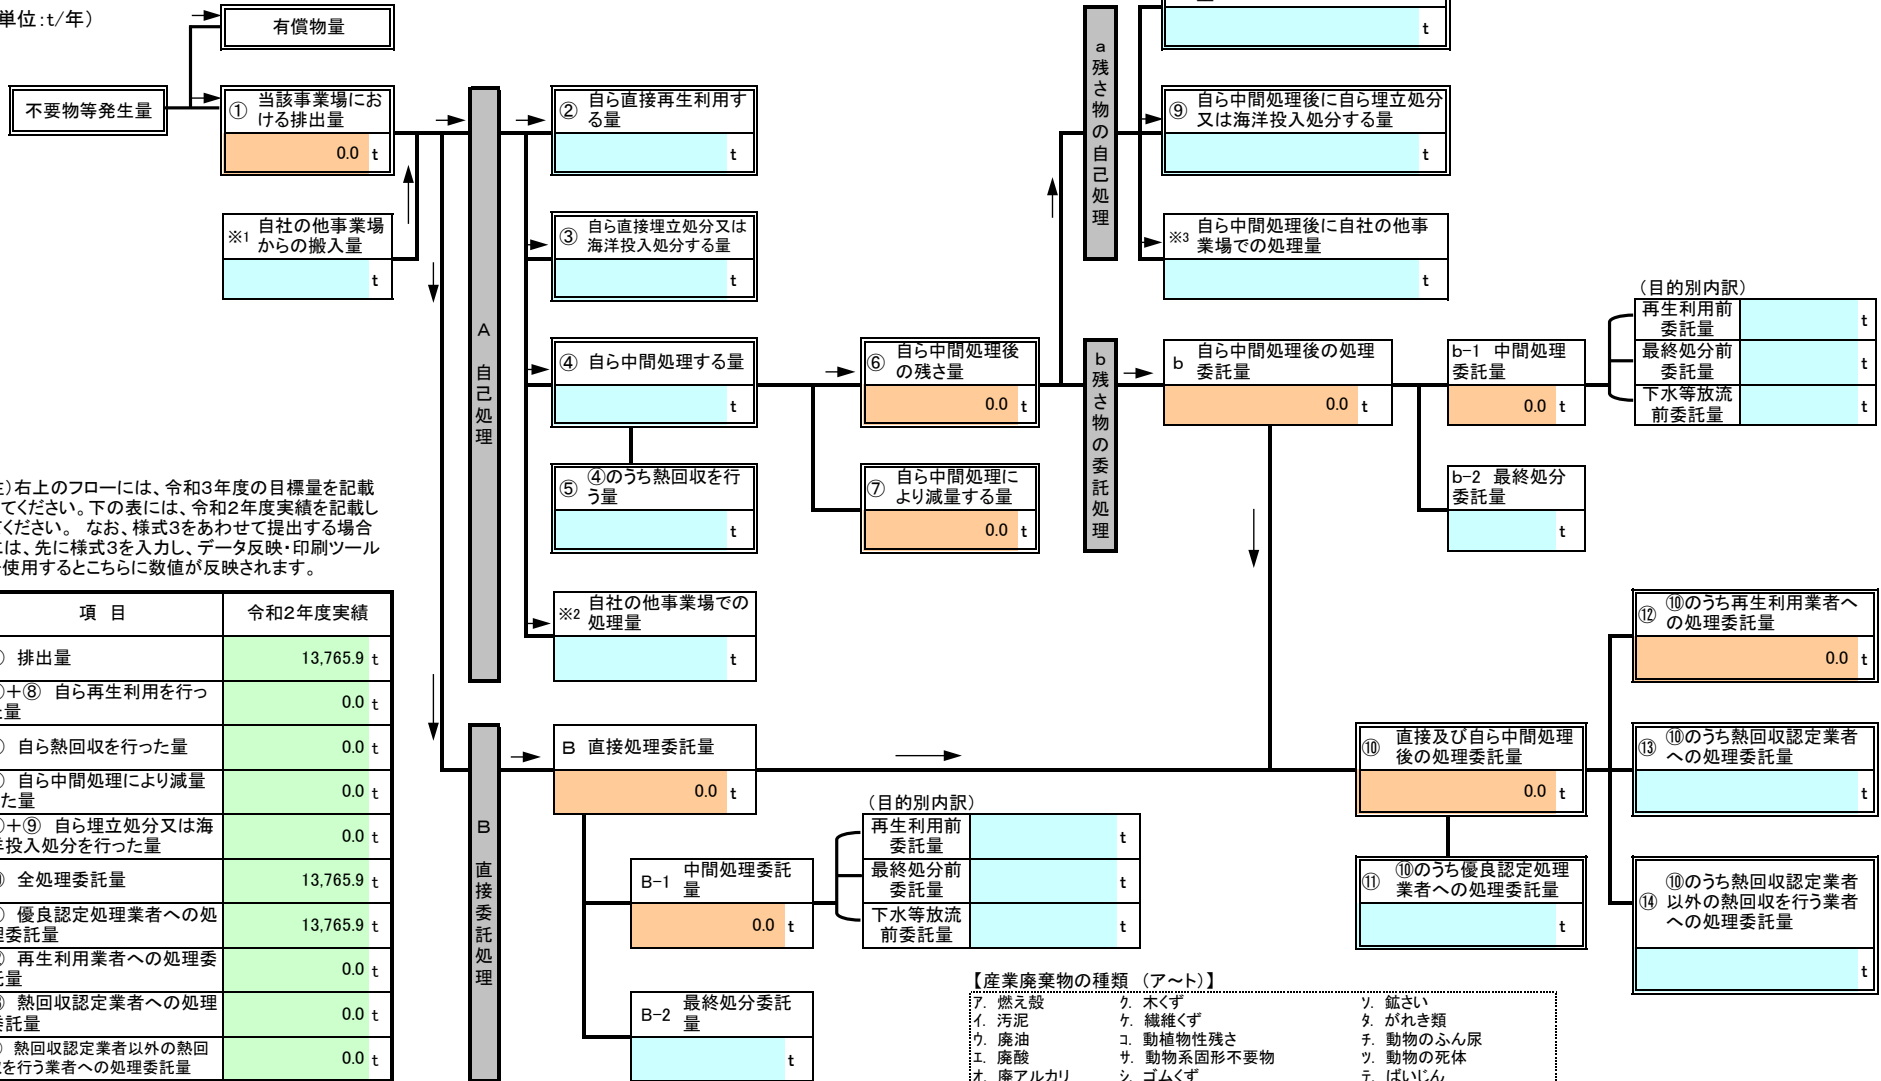 単位:t/年)
有償物量
不要物等発生量
① 当該事業場にお
ける排出量
0.0 t
※1 自社の他事業場
からの搬入量
t
A 自己処理
② 自ら直接再生利用す
る量
t
③ 自ら直接埋立処分又は
海洋投入処分する量
t
④ 自ら中間処理する量
t
⑤ ④のうち熱回収を行
う量
t
※2 自社の他事業場での
処理量
t
⑥ 自ら中間処理後
の残さ量
0.0 t
⑦ 自ら中間処理に
より減量する量
0.0 t
a 残さ物の自己処理
t
⑨ 自ら中間処理後に自ら埋立処分
又は海洋投入処分する量
t
※3 自ら中間処理後に自社の他事
業場での処理量
t
b 残さ物の委託処理
b 自ら中間処理後の処理
委託量
0.0 t
b-1 中間処理
委託量
0.0 t
b-2 最終処分
委託量
t
(目的別内訳)
再生利用前
委託量
t
最終処分前
委託量
t
下水等放流
前委託量
t
)右上のフローには、令和3年度の目標量を記載
てください。下の表には、令和2年度実績を記載し
ください。 なお、様式3をあわせて提出する場合
は、先に様式3を入力し、データ反映・印刷ツール
使用するとこちらに数値が反映されます。
項 目 令和2年度実績
) 排出量 13,765.9 t
)+⑧ 自ら再生利用を行っ
量 0.0 t
) 自ら熱回収を行った量 0.0 t
) 自ら中間処理により減量
た量 0.0 t
)+⑨ 自ら埋立処分又は海
投入処分を行った量 0.0 t
) 全処理委託量 13,765.9 t
) 優良認定処理業者への処
委託量 13,765.9 t
) 再生利用業者への処理委
量 0.0 t
) 熱回収認定業者への処理
託量 0.0 t
) 熱回収認定業者以外の熱回
を行う業者への処理委託量 0.0 t
B 直接委託処理
B 直接処理委託量
0.0 t
B-1 中間処理委託
量
0.0 t
B-2 最終処分委託
量
t
(目的別内訳)
再生利用前
委託量
t
最終処分前
委託量
t
下水等放流
前委託量
t
⑩ 直接及び自ら中間処理
後の処理委託量
0.0 t
⑪ ⑩のうち優良認定処理
業者への処理委託量
t
⑫ ⑩のうち再生利用業者へ
の処理委託量
0.0 t
⑬ ⑩のうち熱回収認定業者
への処理委託量
t
⑭ ⑩のうち熱回収認定業者
以外の熱回収を行う業者
への処理委託量
t
【産業廃棄物の種類 (ア~ト)】
ア. 燃え殻 ク. 木くず ソ. 鉱さい
イ. 汚泥 ケ. 繊維くず タ. がれき類
ウ. 廃油 コ. 動植物性残さ チ. 動物のふん尿
エ. 廃酸 サ. 動物系固形不要物 ツ. 動物の死体
オ. 廃アルカリ シ. ゴムくず テ. ばいじん